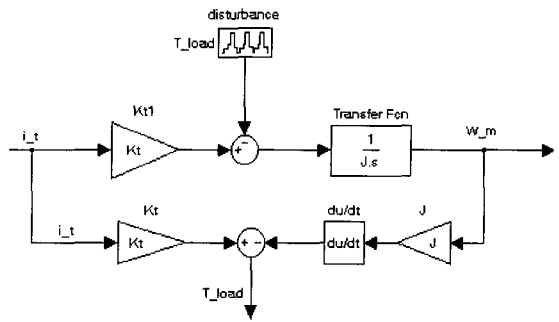 disturbance
T_load
Kt1
Transfer Fcn
i_t
Kt
+ -
1
J.s
W_m
Kt
du/dt
J
i_t
Kt
+ -
du/dt
J
T_load